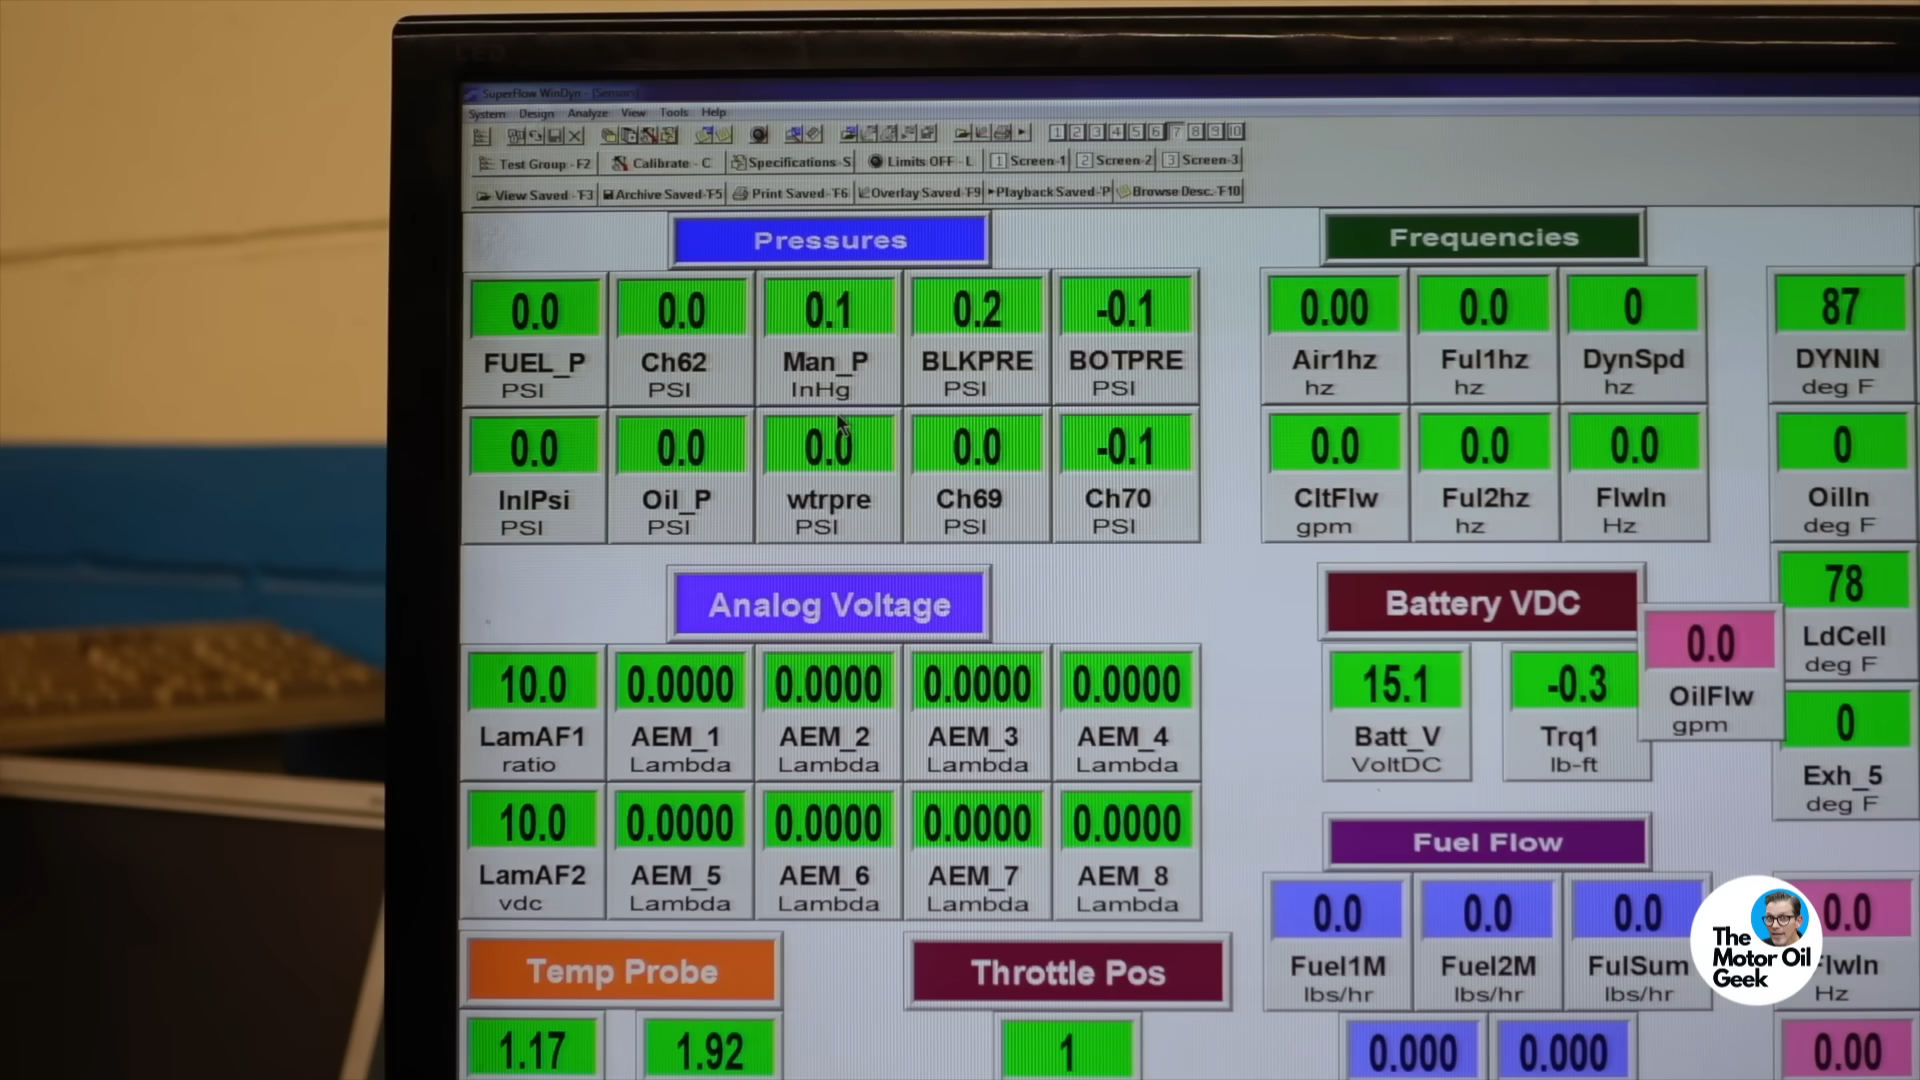 LED
SuperFlow WinDyn - [Sensors]
System Design Analyze View Tools Help
1 2 3 4 5 6 7 8 9 10
Test Group - F2 Calibrate - C Specifications - S Limits OFF - L 1 Screen-1 2 Screen-2 3 Screen-3
View Saved - F3 Archive Saved - F5 Print Saved - F6 Overlay Saved - F9 Playback Saved - P Browse Desc. - F10
Pressures Frequencies
0.0 0.0 0.1 0.2 -0.1 0.00 0.0 0 87
FUEL_P Ch62 Man_P BLKPRE BOTPRE Air1hz Ful1hz DynSpd DYNIN
PSI PSI InHg PSI PSI hz hz hz deg F
0.0 0.0 0.0 0.0 -0.1 0.0 0.0 0.0 0
InlPsi Oil_P wtrpre Ch69 Ch70 CltFlw Ful2hz FlwIn OilIn
PSI PSI PSI PSI PSI gpm hz Hz deg F
Analog Voltage Battery VDC
78
LdCell
deg F
0.0
OilFlw
gpm
10.0 0.0000 0.0000 0.0000 0.0000 15.1 -0.3 0
LamAF1 AEM_1 AEM_2 AEM_3 AEM_4 Batt_V Trq1 Exh_5
ratio Lambda Lambda Lambda Lambda VoltDC lb-ft deg F
10.0 0.0000 0.0000 0.0000 0.0000 Fuel Flow
LamAF2 AEM_5 AEM_6 AEM_7 AEM_8
vdc Lambda Lambda Lambda Lambda
0.0 0.0 0.0 0.0
Temp Probe Throttle Pos Fuel1M Fuel2M FulSum lwIn
lbs/hr lbs/hr lbs/hr Hz
1.17 1.92 1 0.000 0.000 0.00
The
Motor Oil
Geek